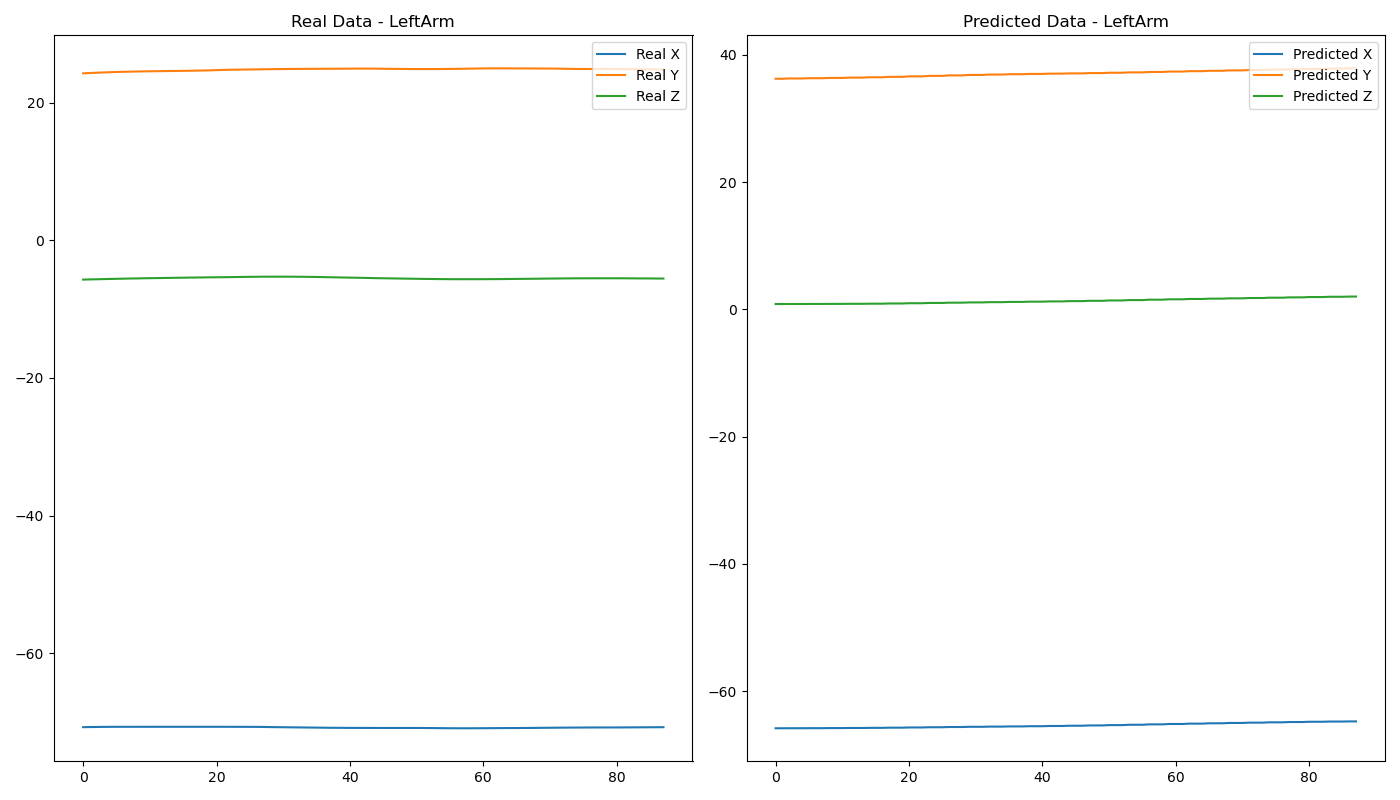 Real Data - LeftArm
Real X
Real Y
Real Z
20
0
−20
−40
−60
0 20 40 60 80
Predicted Data - LeftArm
Predicted X
Predicted Y
Predicted Z
40
20
0
−20
−40
−60
0 20 40 60 80